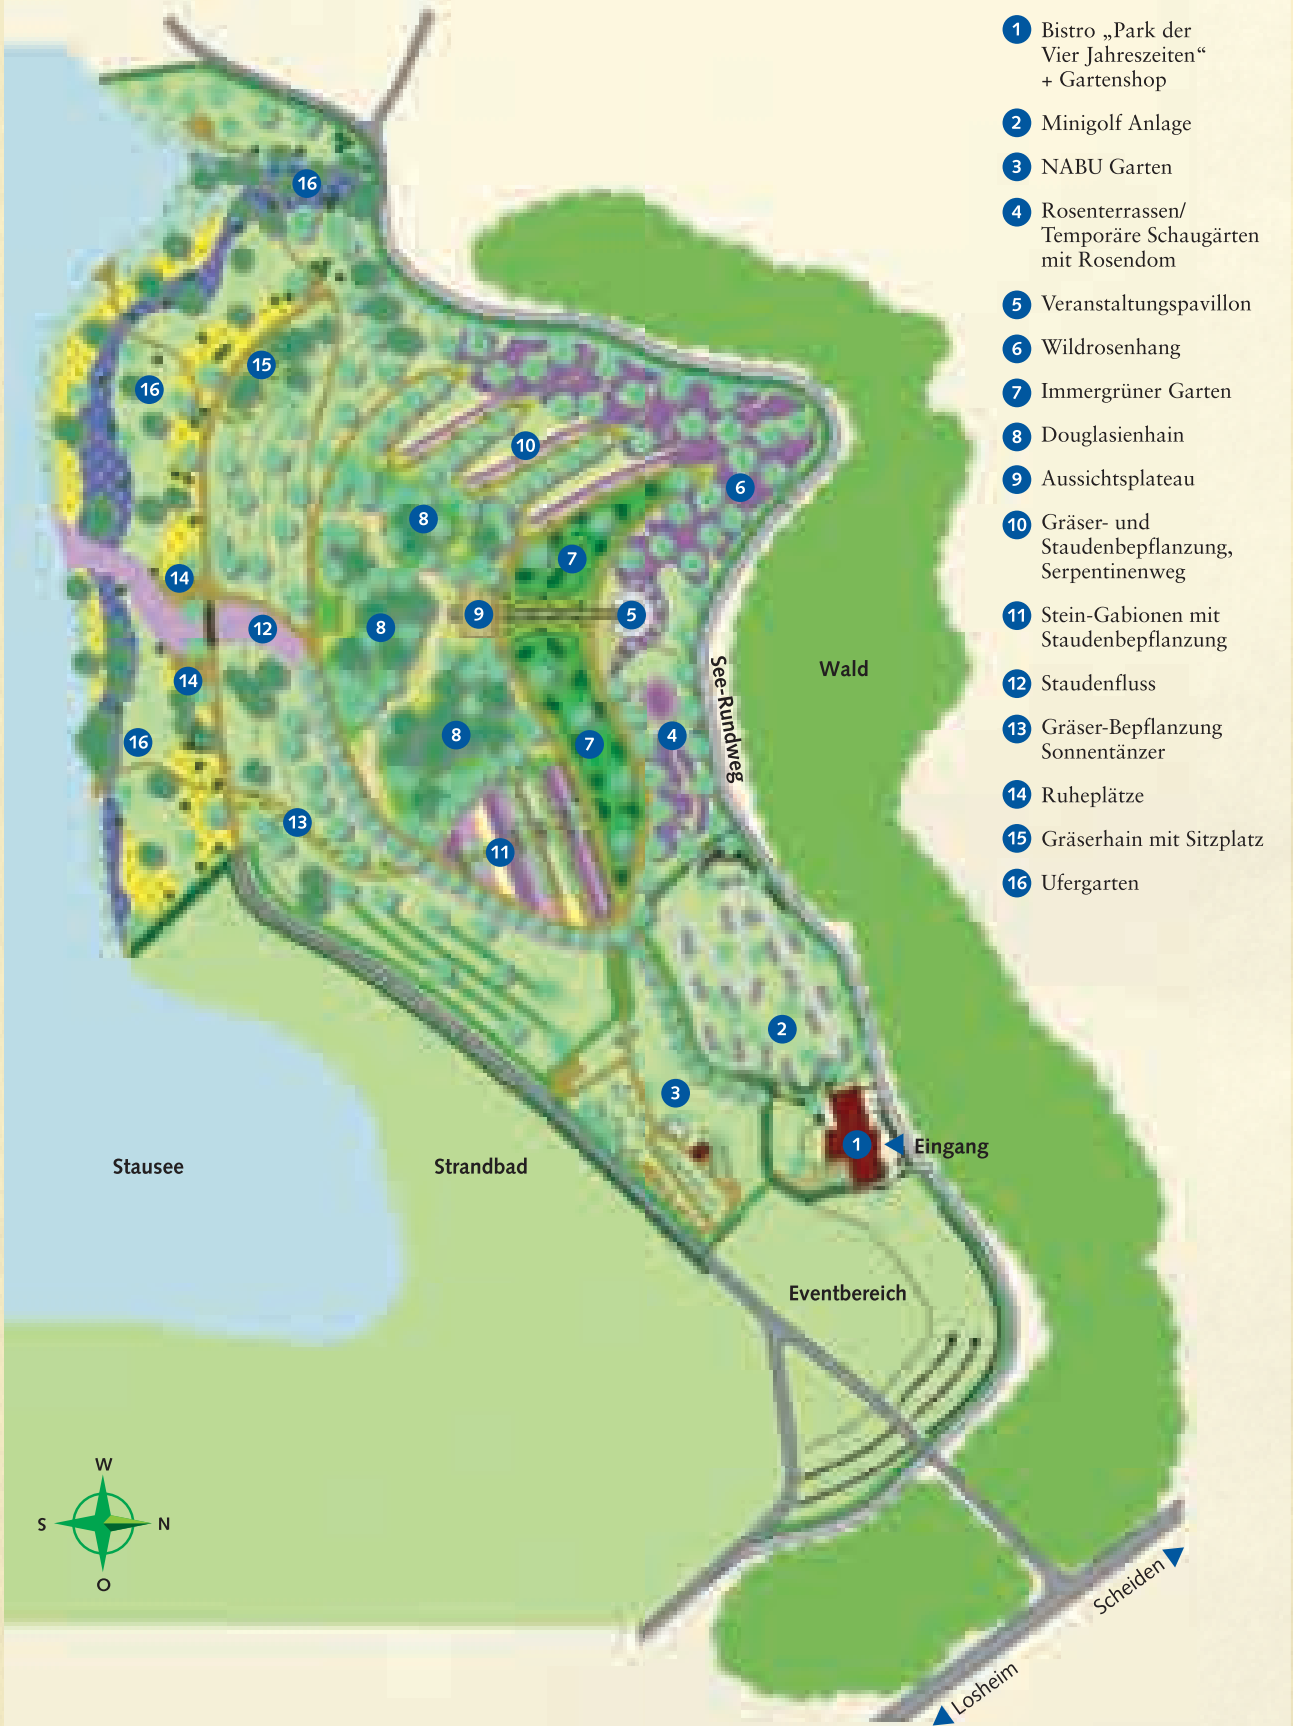 1 Bistro „Park der
Vier Jahreszeiten“
+ Gartenshop
2 Minigolf Anlage
3 NABU Garten
4 Rosenterrassen/
Temporäre Schaugärten
mit Rosendom
5 Veranstaltungspavillon
6 Wildrosenhang
7 Immergrüner Garten
8 Douglasienhain
9 Aussichtsplateau
10 Gräser- und
Staudenbepflanzung,
Serpentinenweg
11 Stein-Gabionen mit
Staudenbepflanzung
12 Staudenfluss
13 Gräser-Bepflanzung
Sonnentänzer
14 Ruheplätze
15 Gräserhain mit Sitzplatz
16 Ufergarten
16
15
16
10
6
8
7
14
9
5
12
8
Wald
14
See-Rundweg
16
8
7
4
13
11
2
3
1
Eingang
Stausee
Strandbad
Eventbereich
W
S
N
O
Scheiden
Losheim